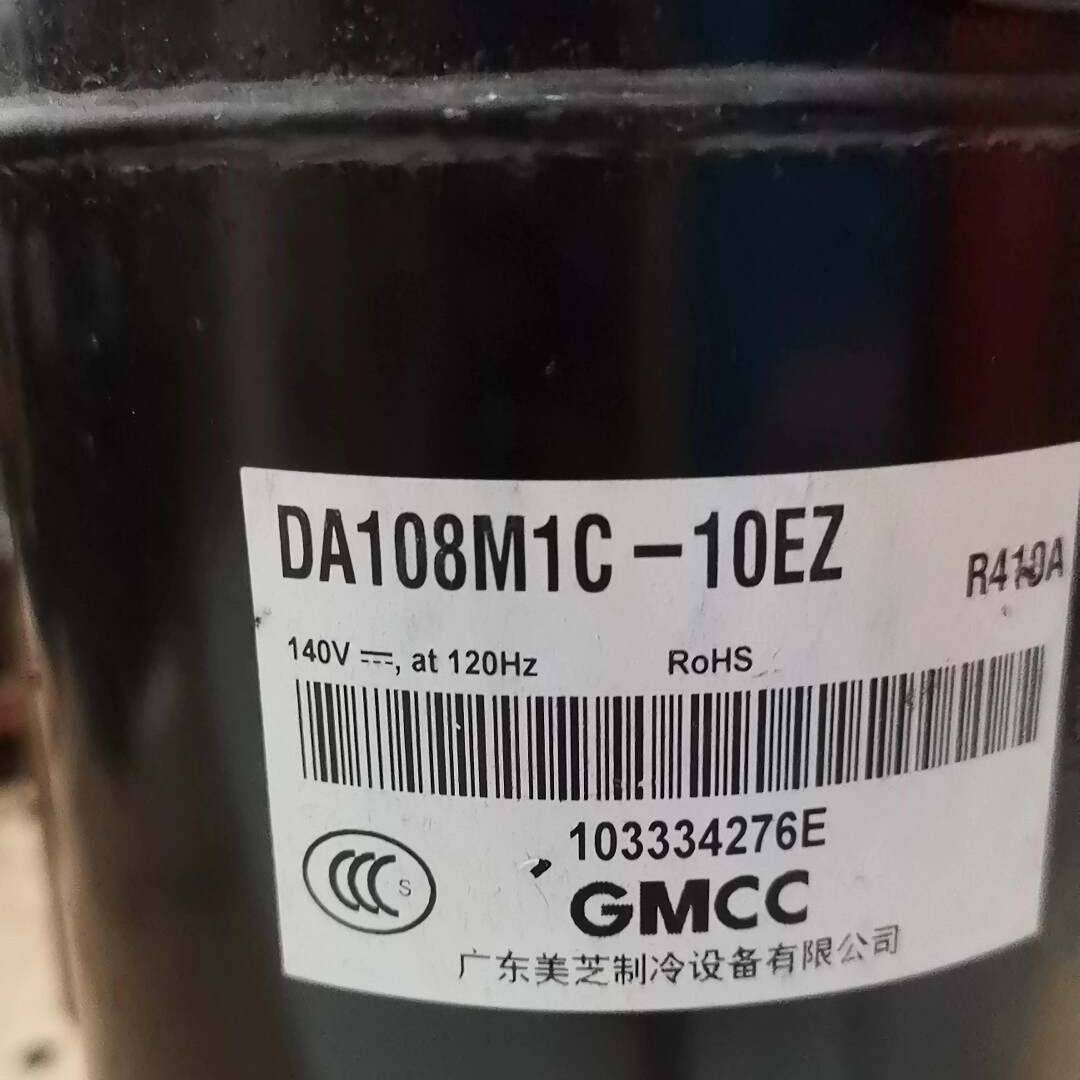 DA108M1C-10EZ
R410A
140V ⎓, at 120Hz
RoHS
103334276E
CCC S
GMCC
广东美芝制冷设备有限公司